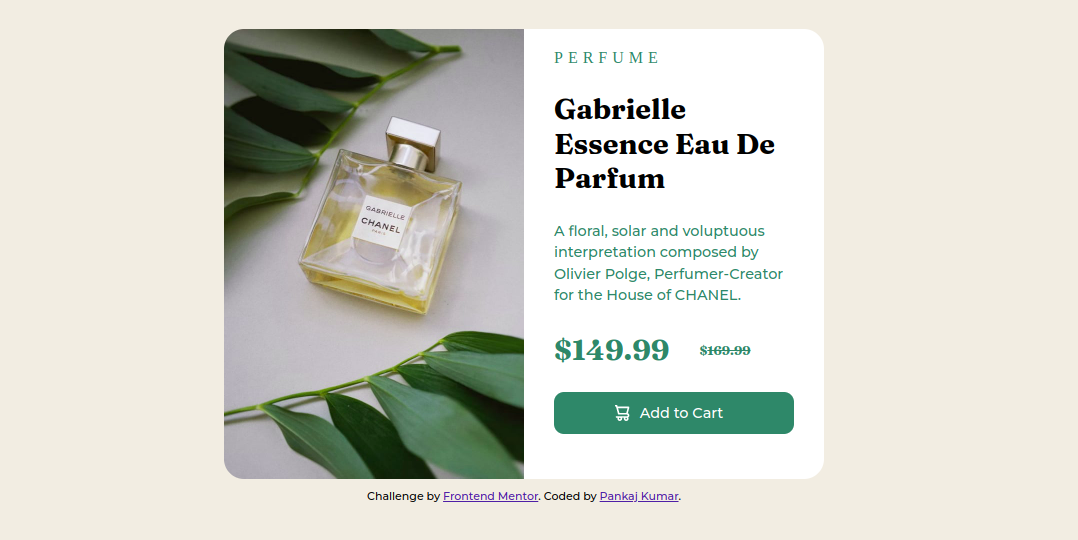 PERFUME
Gabrielle
Essence Eau De
Parfum
A floral, solar and voluptuous
interpretation composed by
Olivier Polge, Perfumer-Creator
for the House of CHANEL.
$149.99 $169.99
Add to Cart
GABRIELLE
CHANEL
PARIS
Challenge by Frontend Mentor. Coded by Pankaj Kumar.